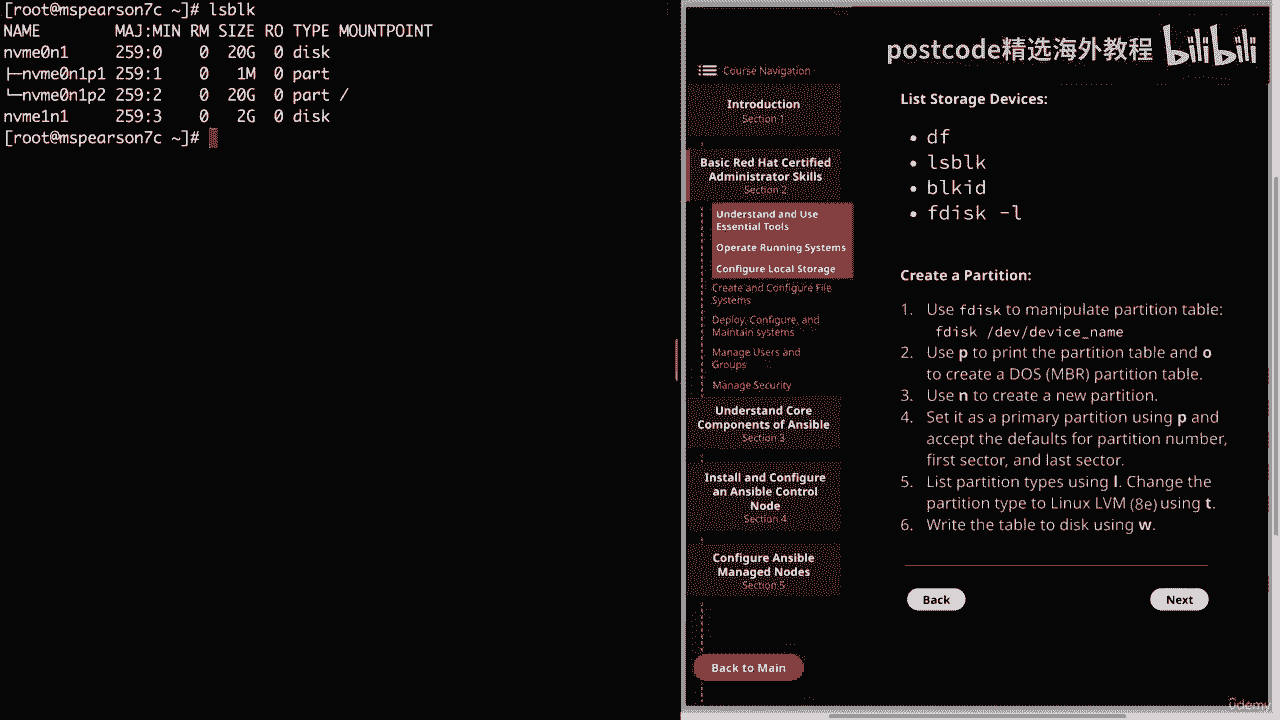 [root@mspearson7c ~]# lsblk
NAME        MAJ:MIN RM SIZE RO TYPE MOUNTPOINT
nvme0n1     259:0    0  20G  0 disk
├─nvme0n1p1 259:1    0   1M  0 part
└─nvme0n1p2 259:2    0  20G  0 part /
nvme1n1     259:3    0   2G  0 disk
[root@mspearson7c ~]#
postcode精选海外教程 bilibili
Course Navigation
Introduction
Section 1
Basic Red Hat Certified
Administrator Skills
Section 2
Understand and Use
Essential Tools
Operate Running Systems
Configure Local Storage
Create and Configure File
Systems
Deploy, Configure, and
Maintain systems
Manage Users and
Groups
Manage Security
Understand Core
Components of Ansible
Section 3
Install and Configure
an Ansible Control
Node
Section 4
Configure Ansible
Managed Nodes
Section 5
Back to Main
List Storage Devices:
• df
• lsblk
• blkid
• fdisk -l
Create a Partition:
1. Use fdisk to manipulate partition table:
fdisk /dev/device_name
2. Use p to print the partition table and o
to create a DOS (MBR) partition table.
3. Use n to create a new partition.
4. Set it as a primary partition using p and
accept the defaults for partition number,
first sector, and last sector.
5. List partition types using l. Change the
partition type to Linux LVM (8e) using t.
6. Write the table to disk using w.
Back
Next
ûdemy